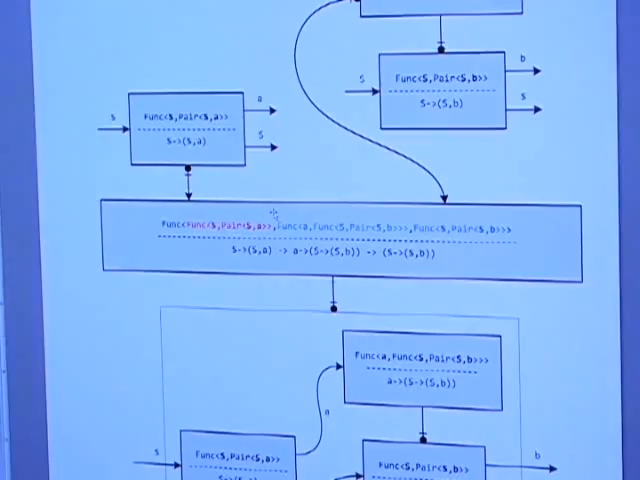 b
S
Func<S,Pair<S,b>>
S->(S,b)
s
a
s
Func<S,Pair<S,a>>
S->(S,a)
S
Func<Func<S,Pair<S,a>>,Func<a,Func<S,Pair<S,b>>>,Func<S,Pair<S,b>>>
S->(S,a) -> a->(S->(S,b)) -> (S->(S,b))
Func<a,Func<S,Pair<S,b>>>
a->(S->(S,b))
a
s
Func<S,Pair<S,a>>
Func<S,Pair<S,b>>
b